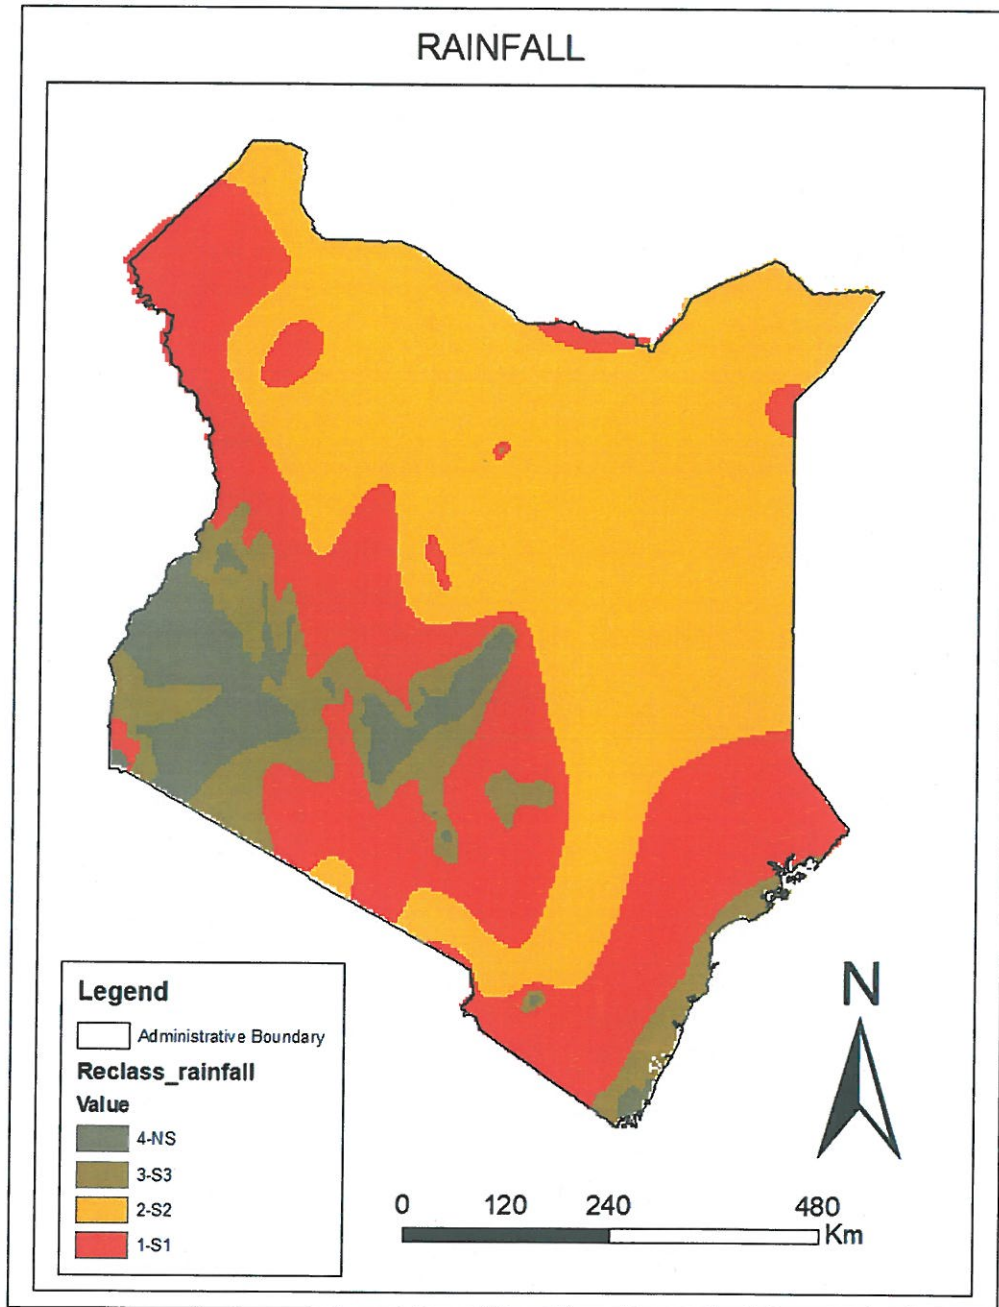 RAINFALL
Legend
Administrative Boundary
Reclass_rainfall
Value
4-NS
3-S3
2-S2
1-S1
N
0 120 240 480
Km